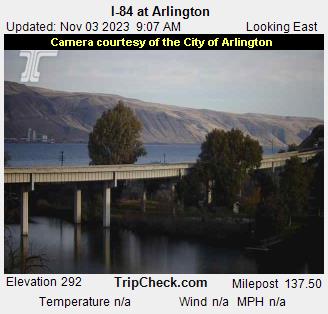 I-84 at Arlington
Updated: Nov 03 2023 9:07 AM Looking East
Camera courtesy of the City of Arlington
Elevation 292 TripCheck.com Milepost 137.50
Temperature n/a Wind n/a MPH n/a